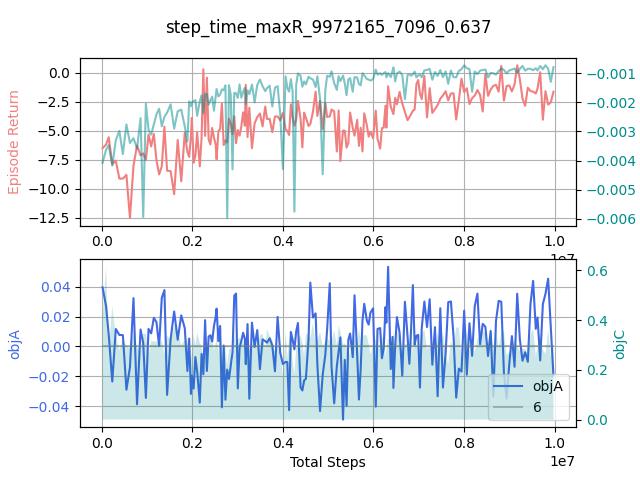 step_time_maxR_9972165_7096_0.637
Episode Return
0.0
−2.5
−5.0
−7.5
−10.0
−12.5
−0.001
−0.002
−0.003
−0.004
−0.005
−0.006
0.0 0.2 0.4 0.6 0.8 1.0
objA
0.04
0.02
0.00
−0.02
−0.04
0.6
0.4
0.2
0.0
objC
objA
6
0.0 0.2 0.4 0.6 0.8 1.0
Total Steps
1e7